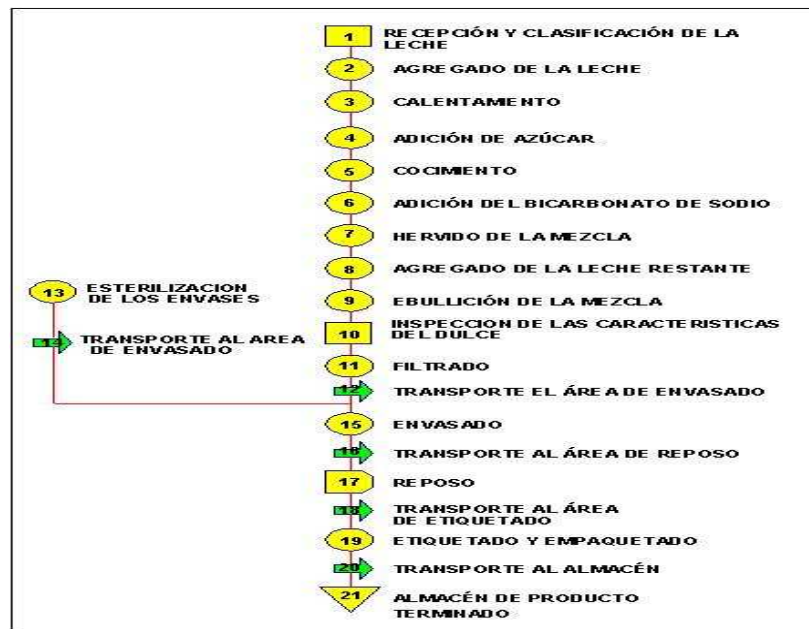 1 RECEPCIÓN Y CLASIFICACIÓN DE LA
LECHE
2 AGREGADO DE LA LECHE
3 CALENTAMIENTO
4 ADICIÓN DE AZÚCAR
5 COCIMIENTO
6 ADICIÓN DEL BICARBONATO DE SODIO
7 HERVIDO DE LA MEZCLA
8 AGREGADO DE LA LECHE RESTANTE
9 EBULLICIÓN DE LA MEZCLA
10 INSPECCION DE LAS CARACTERISTICAS
DEL DULCE
11 FILTRADO
12 TRANSPORTE EL ÁREA DE ENVASADO
13 ESTERILIZACION
DE LOS ENVASES
14 TRANSPORTE AL AREA
DE ENVASADO
15 ENVASADO
16 TRANSPORTE AL ÁREA DE REPOSO
17 REPOSO
18 TRANSPORTE AL ÁREA
DE ETIQUETADO
19 ETIQUETADO Y EMPAQUETADO
20 TRANSPORTE AL ALMACÉN
21 ALMACÉN DE PRODUCTO
TERMINADO